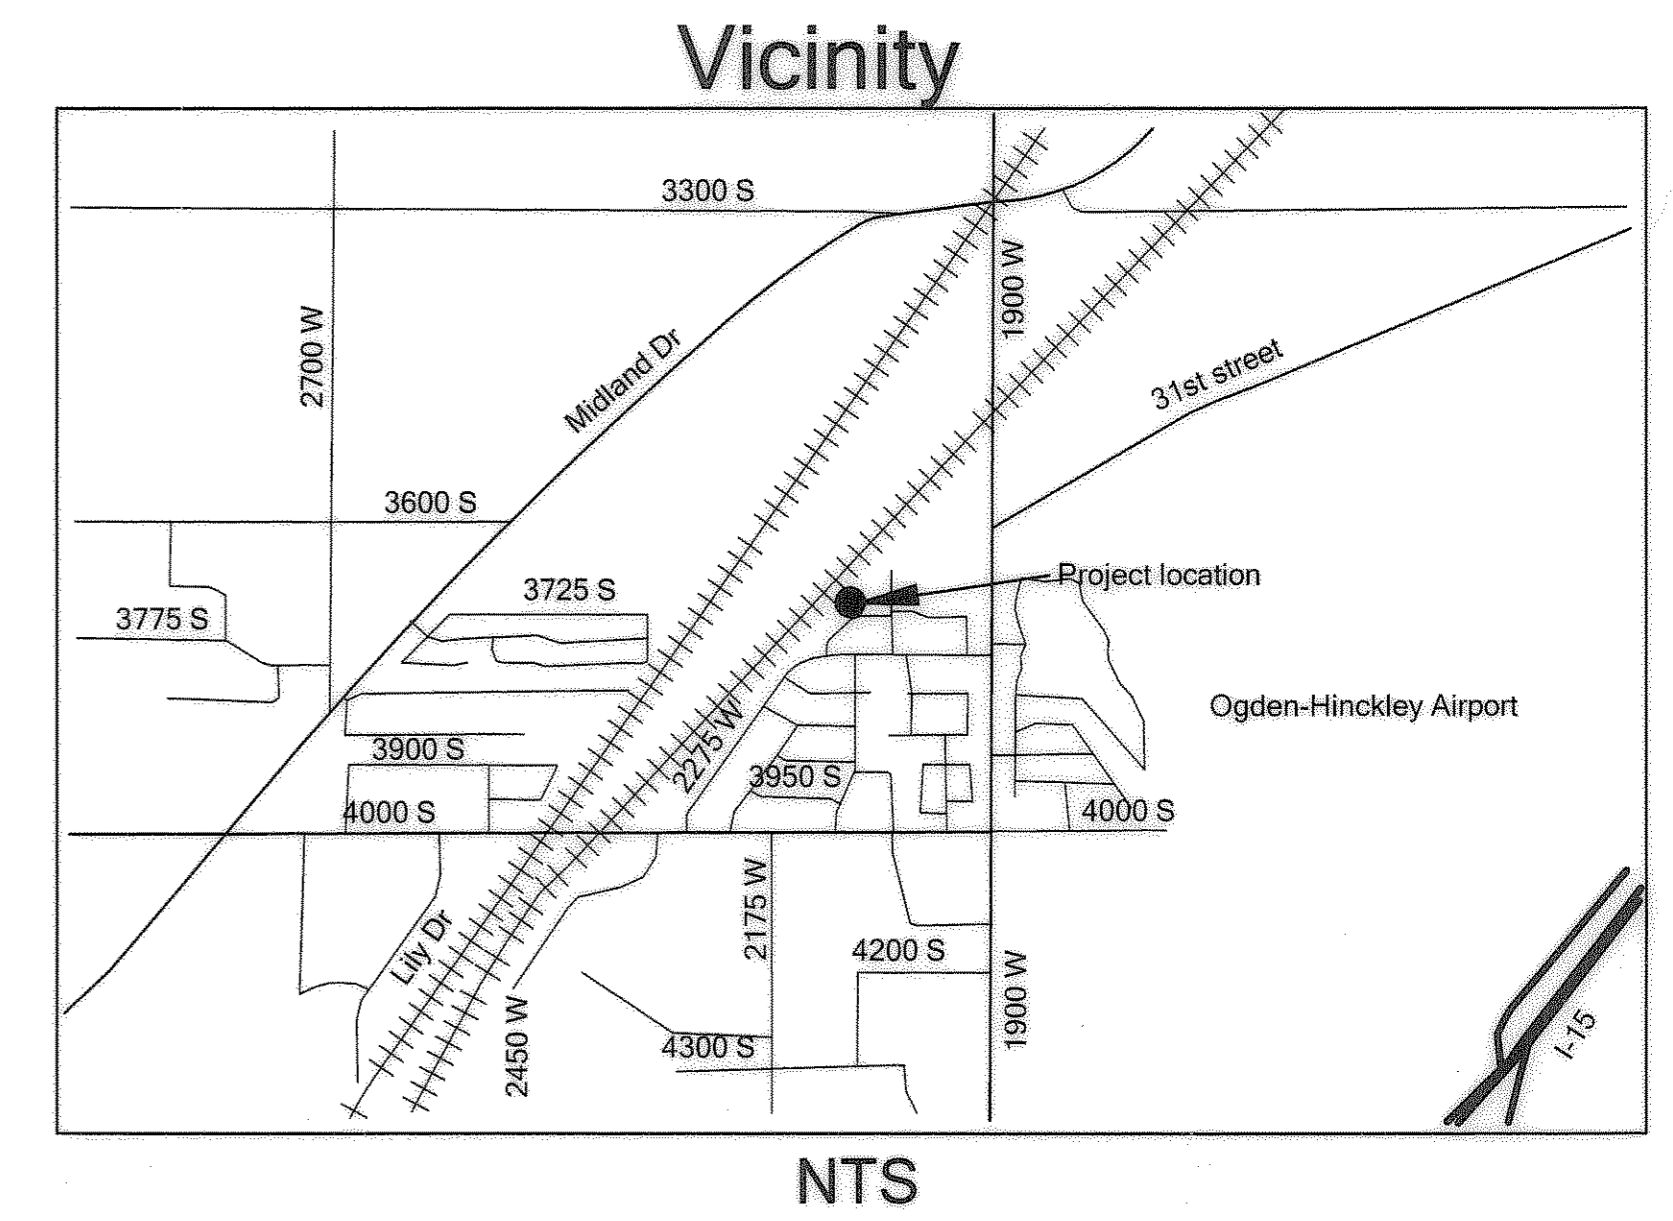 Vicinity
3300 S
1900 W
2700 W
Midland Dr
31st street
3600 S
Project location
3725 S
3775 S
Ogden-Hinckley Airport
2275 W
3900 S
3950 S
4000 S
4000 S
2175 W
Lily Dr
4200 S
1900 W
2450 W
4300 S
I-15
NTS